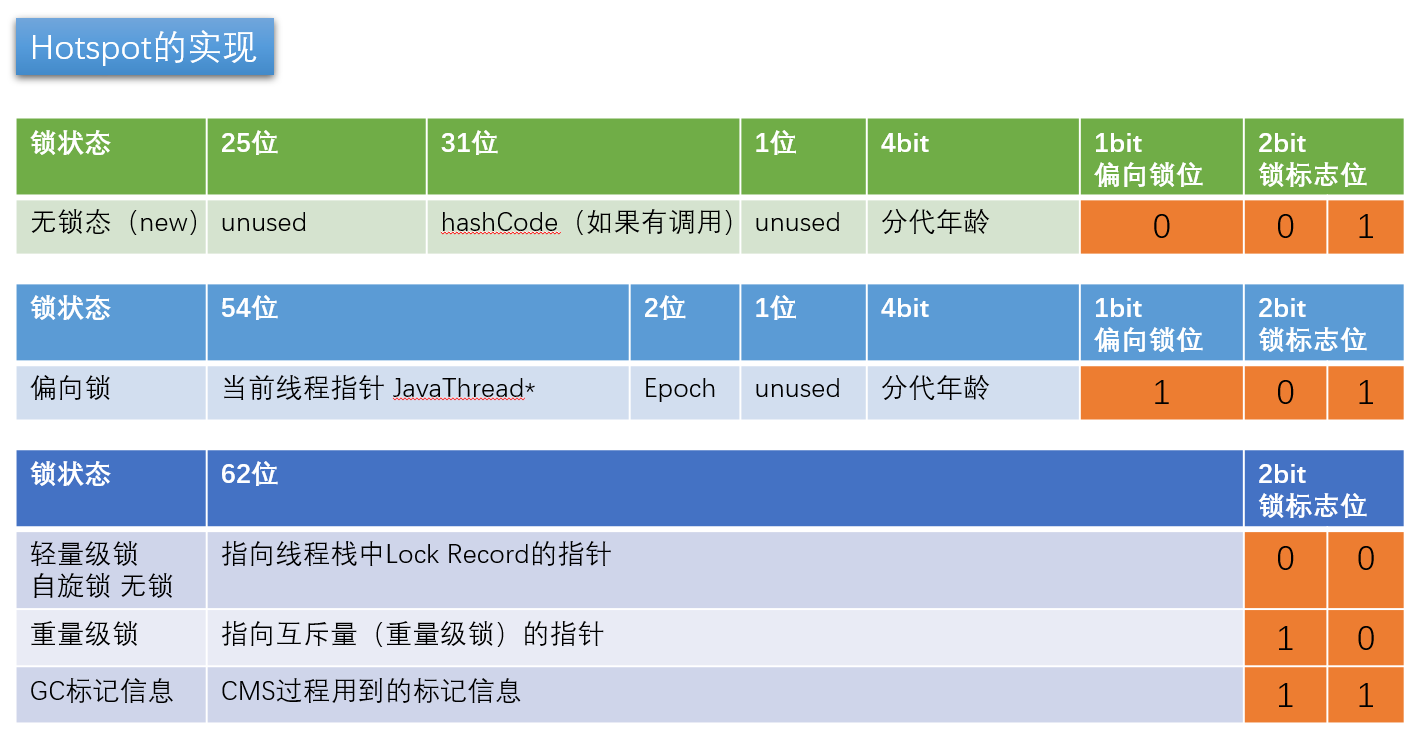 Hotspot的实现
锁状态 25位 31位 1位 4bit 1bit 2bit
偏向锁位 锁标志位
无锁态（new） unused hashCode（如果有调用） unused 分代年龄 0 0 1
锁状态 54位 2位 1位 4bit 1bit 2bit
偏向锁位 锁标志位
偏向锁 当前线程指针 JavaThread* Epoch unused 分代年龄 1 0 1
锁状态 62位 2bit
锁标志位
轻量级锁 指向线程栈中Lock Record的指针 0 0
自旋锁 无锁
重量级锁 指向互斥量（重量级锁）的指针 1 0
GC标记信息 CMS过程用到的标记信息 1 1